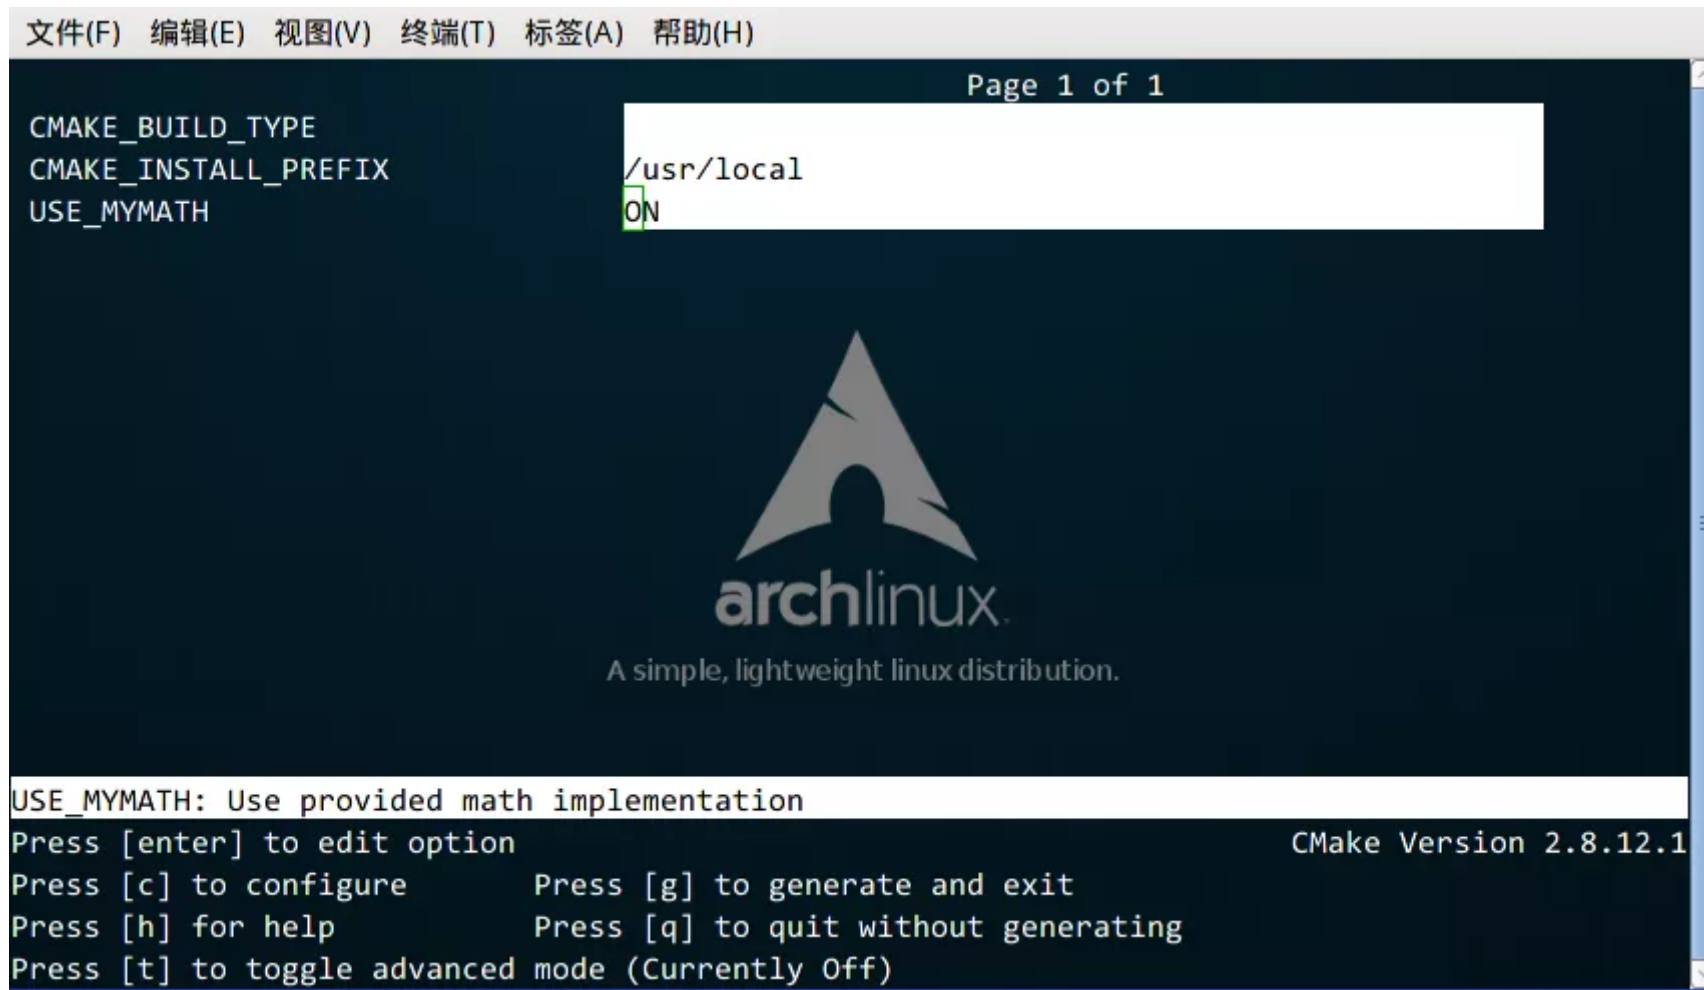 文件(F) 编辑(E) 视图(V) 终端(T) 标签(A) 帮助(H)
Page 1 of 1
CMAKE_BUILD_TYPE
CMAKE_INSTALL_PREFIX /usr/local
USE_MYMATH ON
archlinux
A simple, lightweight linux distribution.
USE_MYMATH: Use provided math implementation
Press [enter] to edit option CMake Version 2.8.12.1
Press [c] to configure Press [g] to generate and exit
Press [h] for help Press [q] to quit without generating
Press [t] to toggle advanced mode (Currently Off)